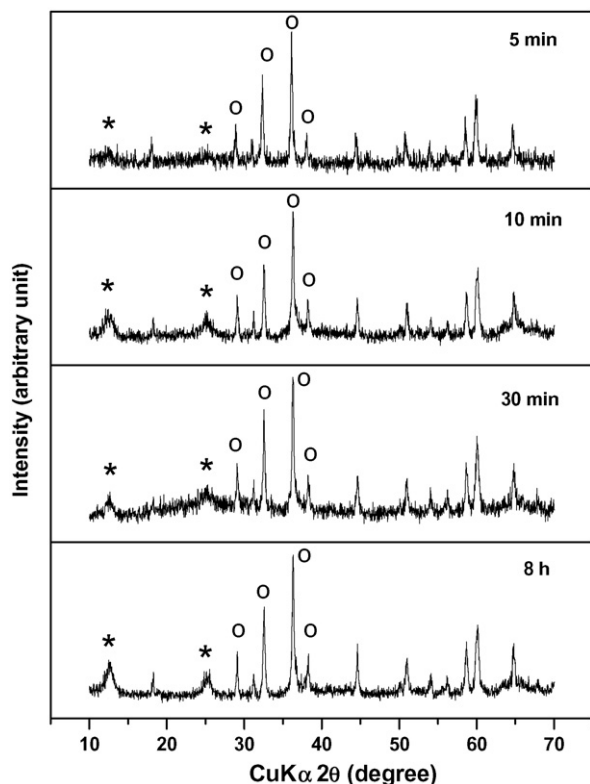 5 min
o
o
o
o
* *
10 min
o
o
o
o
* *
30 min
o
o
o
o
* *
8 h
o
o
o
o
* *
Intensity (arbitrary unit)
10 20 30 40 50 60 70
CuKα 2θ (degree)